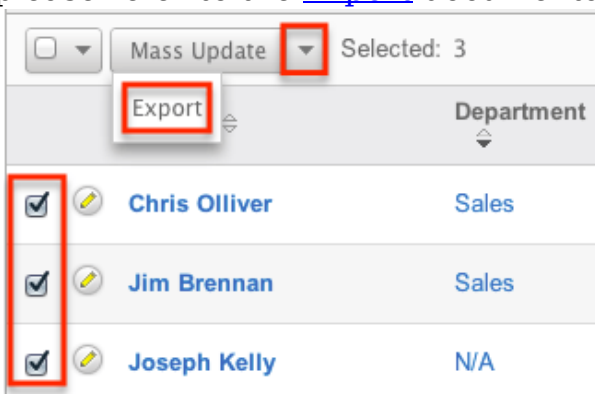 Mass Update Selected: 3
Export
Department
Chris Olliver Sales
Jim Brennan Sales
Joseph Kelly N/A